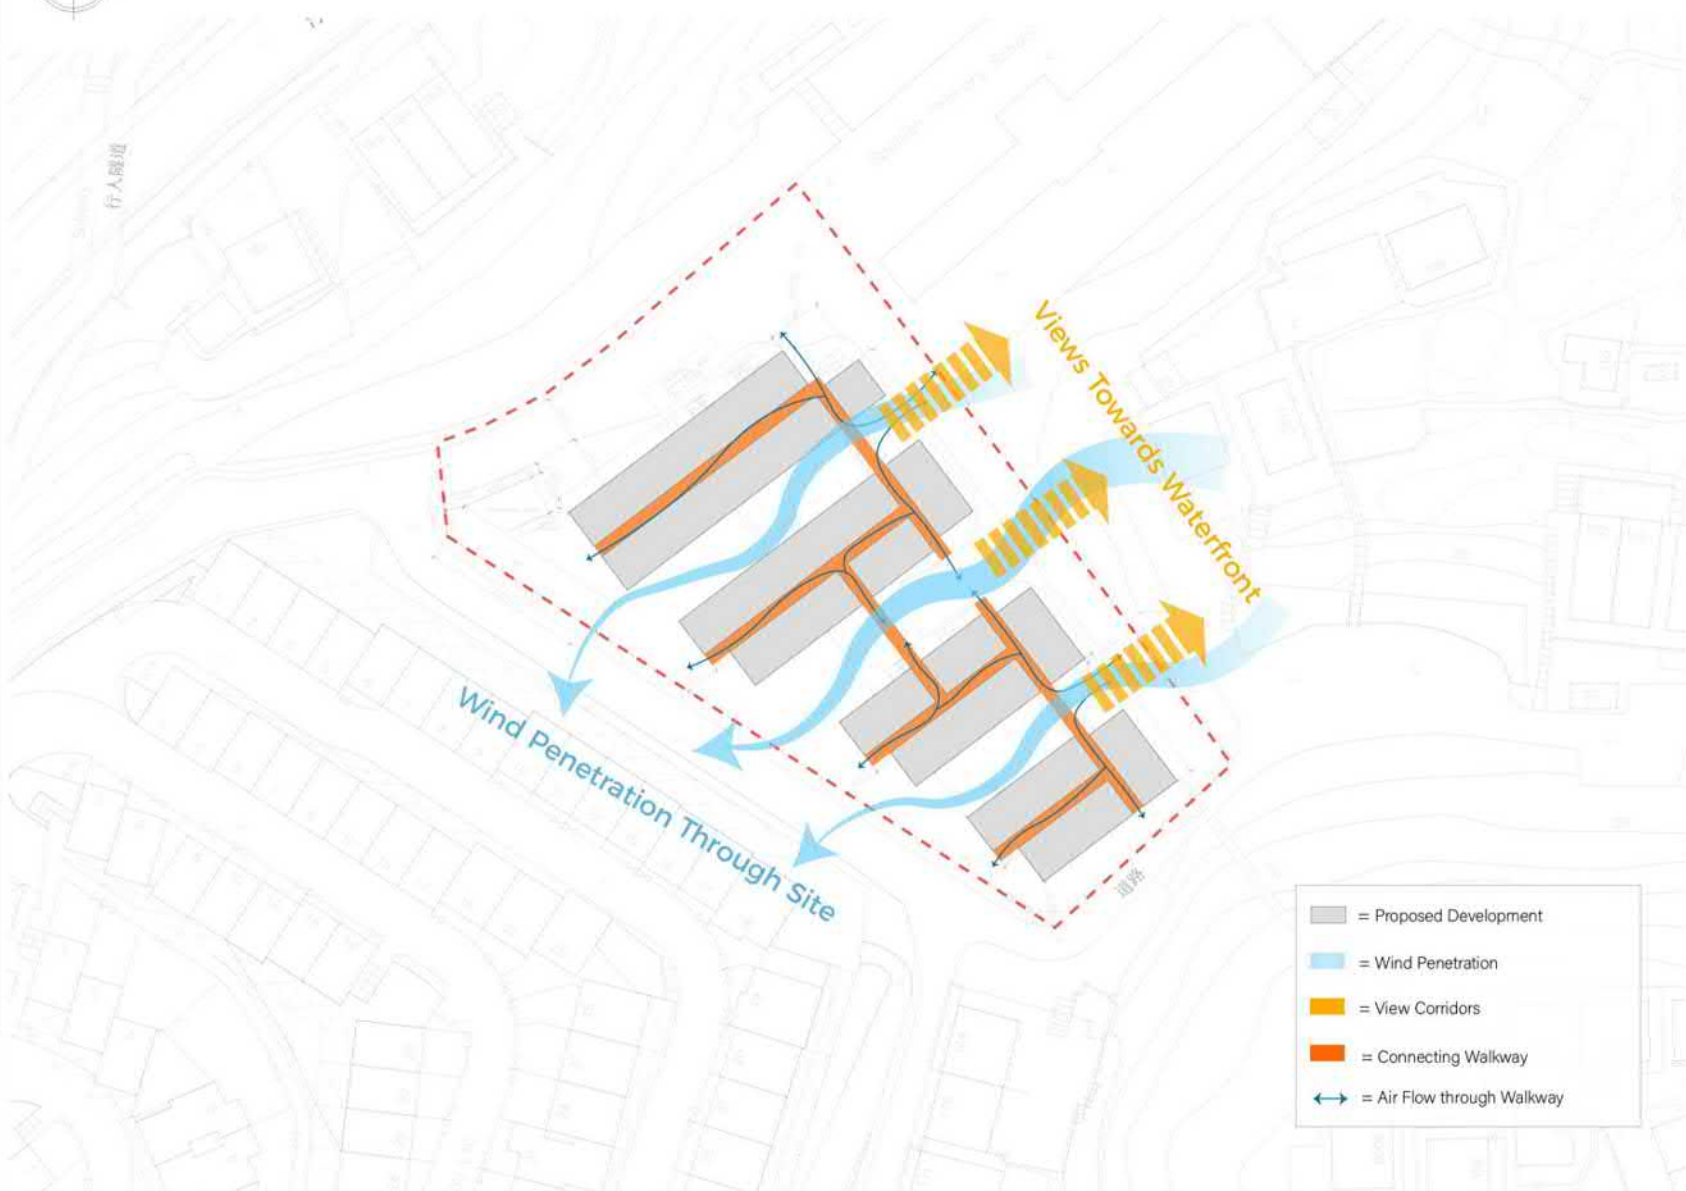 行人隧道
Views Towards Waterfront
Wind Penetration Through Site
道路
= Proposed Development
= Wind Penetration
= View Corridors
= Connecting Walkway
= Air Flow through Walkway